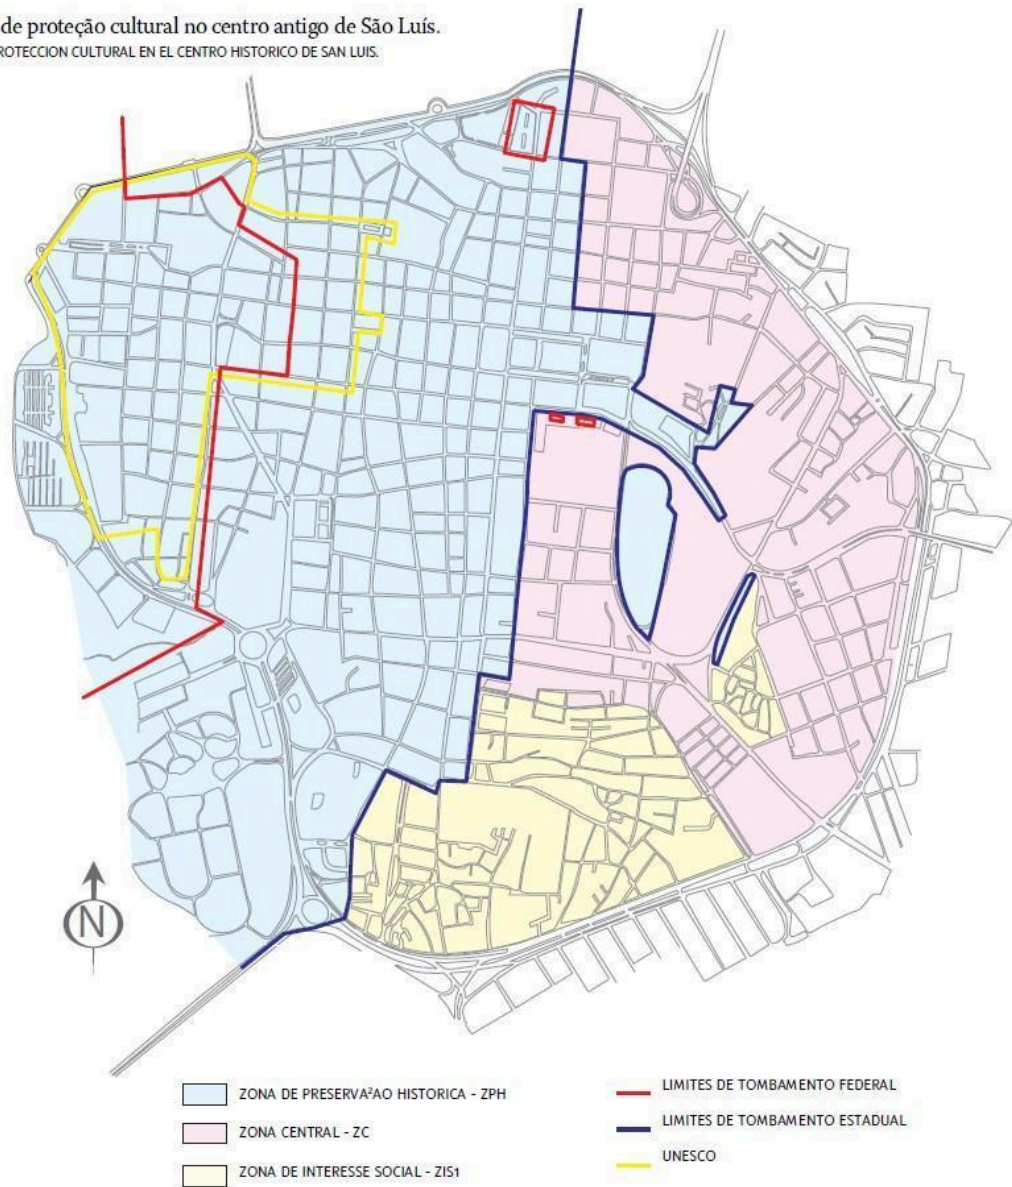 de proteção cultural no centro antigo de São Luís.
ROTECCION CULTURAL EN EL CENTRO HISTORICO DE SAN LUIS.
N
ZONA DE PRESERVA²AO HISTORICA - ZPH
ZONA CENTRAL - ZC
ZONA DE INTERESSE SOCIAL - ZIS1
LIMITES DE TOMBAMENTO FEDERAL
LIMITES DE TOMBAMENTO ESTADUAL
UNESCO